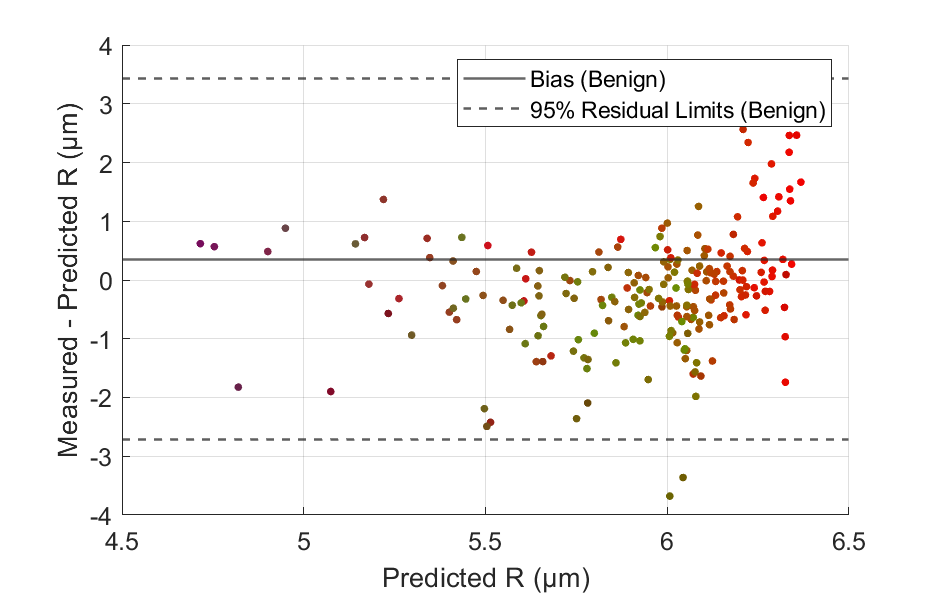 4
3
2
1
0
-1
-2
-3
-4
Measured - Predicted R (µm)
Bias (Benign)
95% Residual Limits (Benign)
4.5 5 5.5 6 6.5
Predicted R (µm)